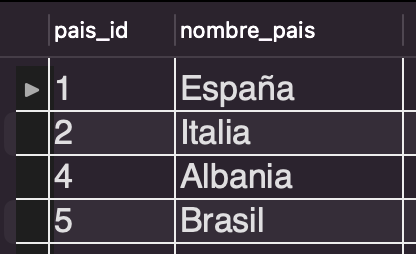 pais_id nombre_pais
1 España
2 Italia
4 Albania
5 Brasil